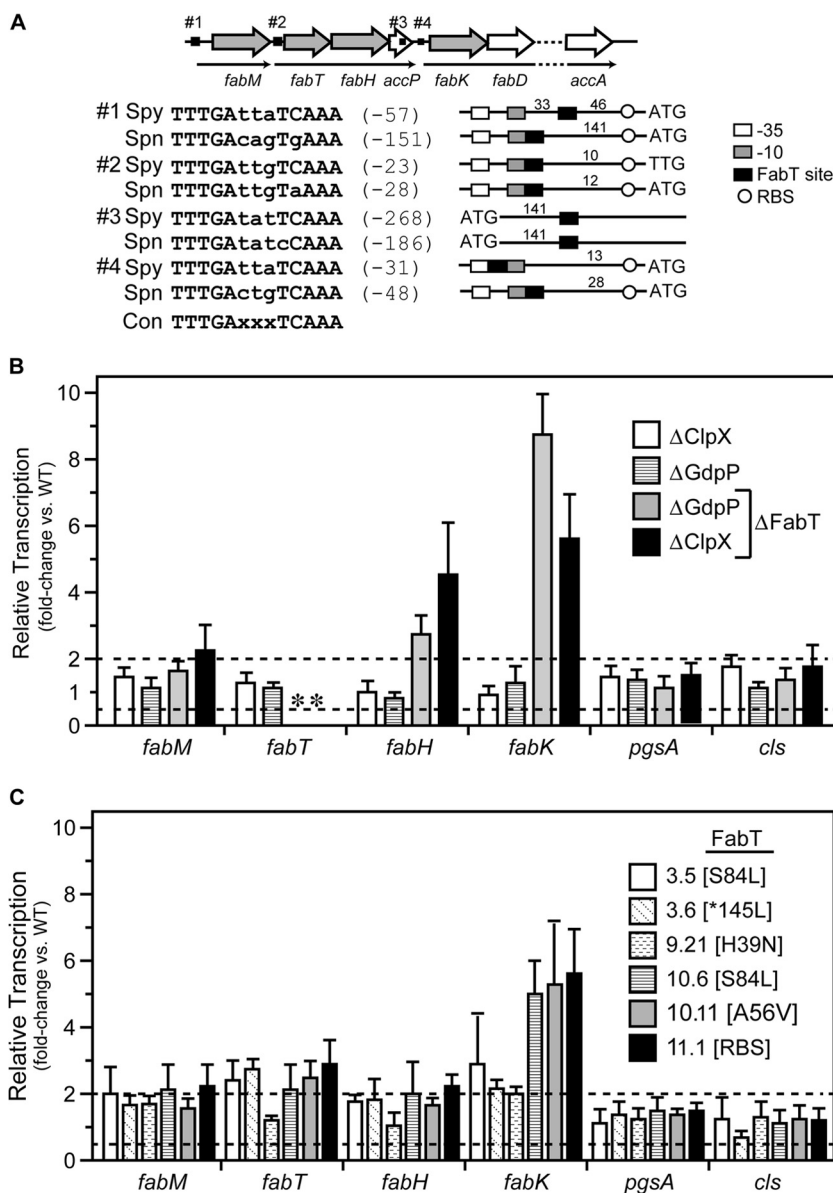 A
#1 #2 #3 #4
fabM fabT fabH accP fabK fabD accA
#1 Spy TTTGAttaTCAAA (-57) 33 46 ATG
Spn TTTGAcagTgAAA (-151) 141 ATG
#2 Spy TTTGAttgTCAAA (-23) 10 TTG
Spn TTTGAttgTaAAA (-28) 12 ATG
#3 Spy TTTGAtatTCAAA (-268) ATG 141
Spn TTTGAtatcCAAA (-186) ATG 141
#4 Spy TTTGAttaTCAAA (-31) 13 ATG
Spn TTTGActgTCAAA (-48) 28 ATG
Con TTTGAxxxTCAAA
-35
-10
FabT site
RBS
B
Relative Transcription
(fold-change vs. WT)
10
8
6
4
2
1
0
ΔClpX
ΔGdpP
ΔGdpP
ΔClpX
ΔFabT
**
fabM fabT fabH fabK pgsA cls
C
Relative Transcription
(fold-change vs. WT)
10
8
6
4
2
1
0
FabT
3.5 [S84L]
3.6 [*145L]
9.21 [H39N]
10.6 [S84L]
10.11 [A56V]
11.1 [RBS]
fabM fabT fabH fabK pgsA cls